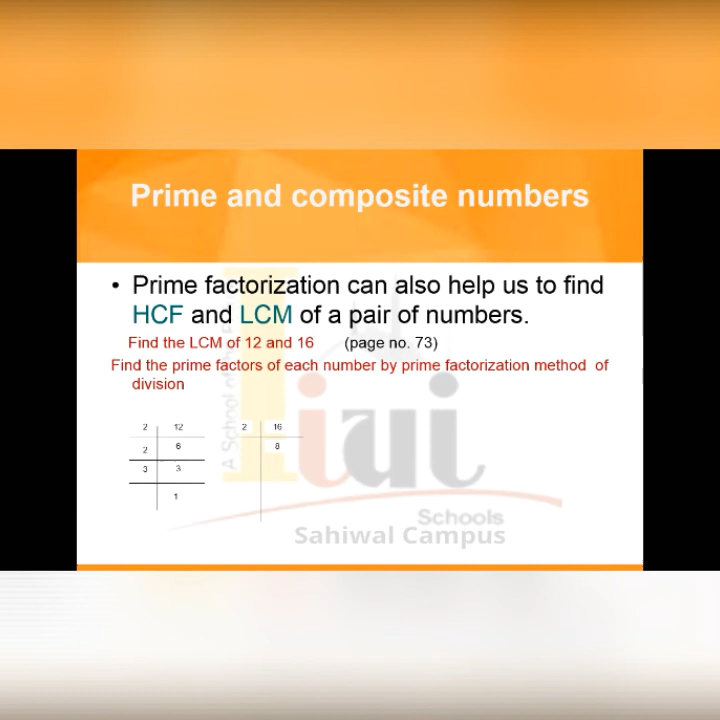 Prime and composite numbers
• Prime factorization can also help us to find
HCF and LCM of a pair of numbers.
Find the LCM of 12 and 16 (page no. 73)
Find the prime factors of each number by prime factorization method of
division
2 12
2 6
3 3
1
2 16
8
A School of the
iiui
Schools
Sahiwal Campus